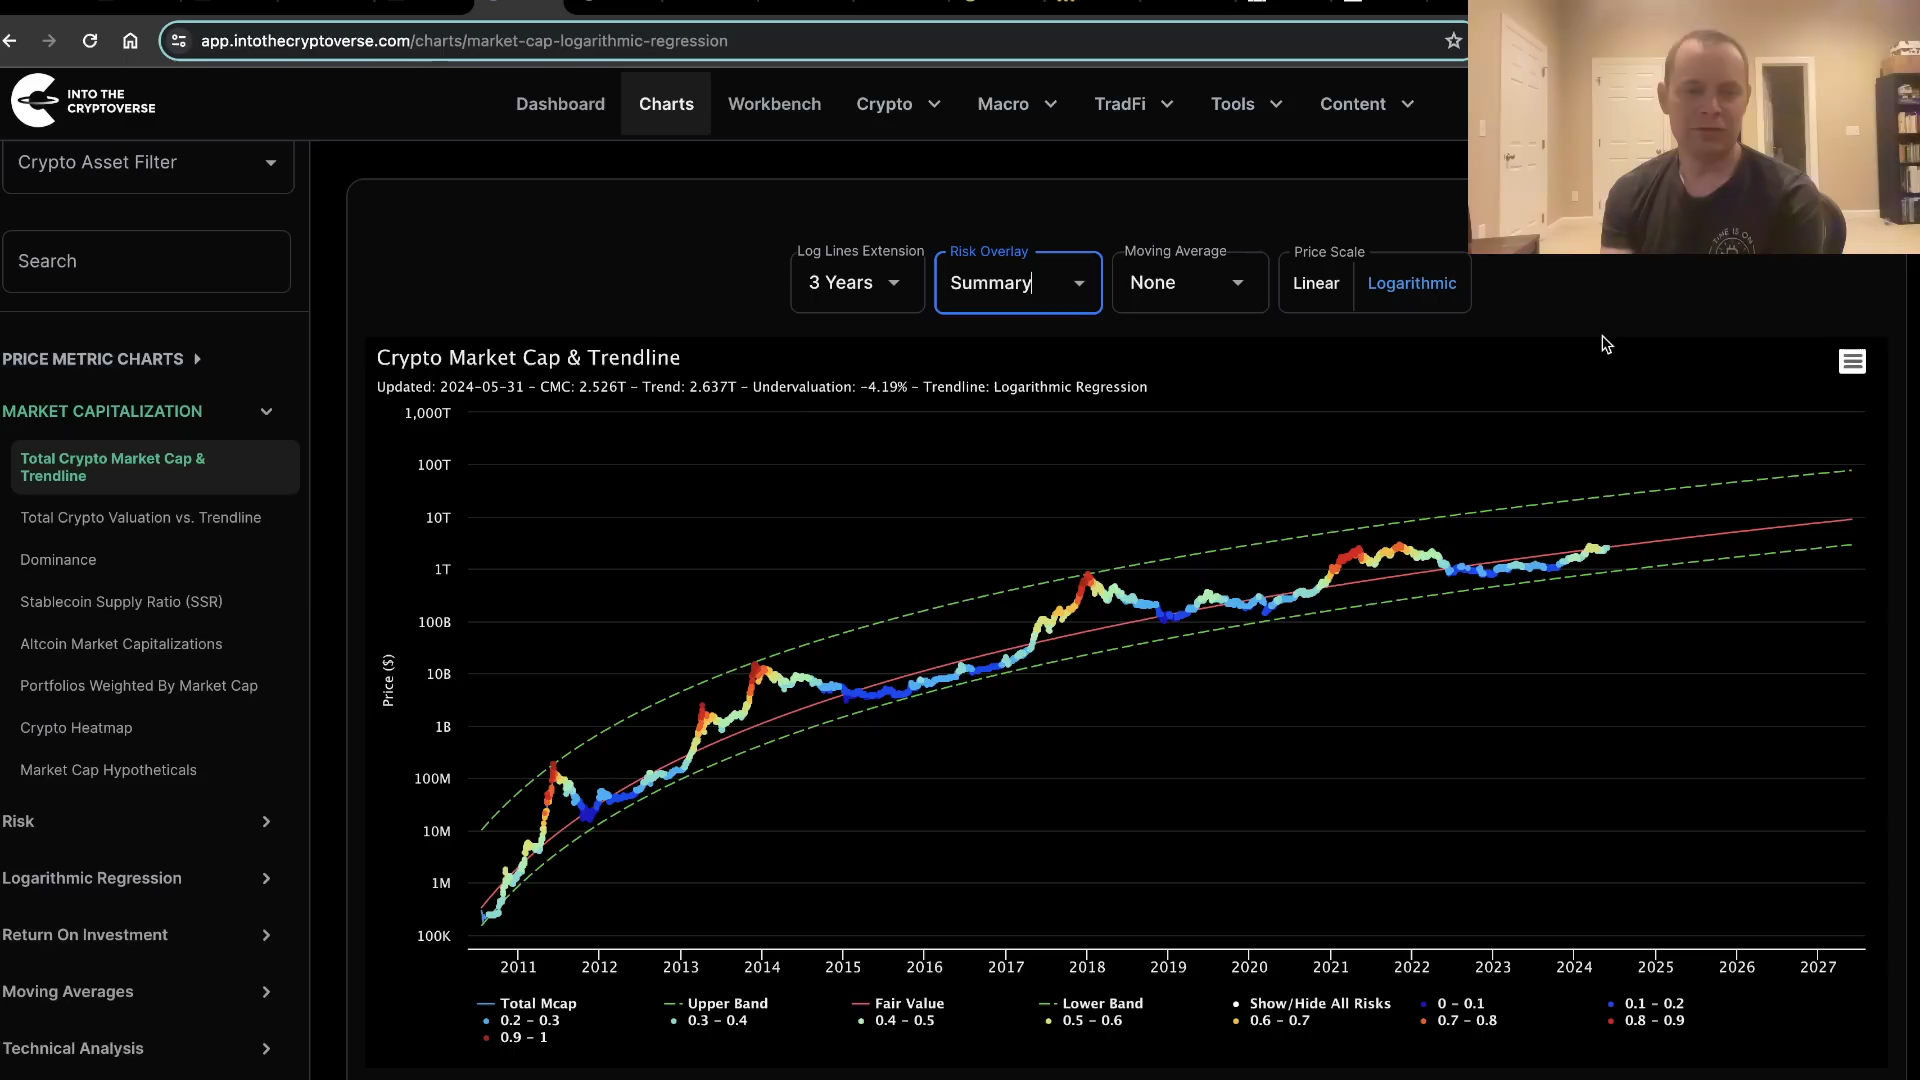 app.intothecryptoverse.com/charts/market-cap-logarithmic-regression
INTO THE
CRYPTOVERSE
Dashboard
Charts
Workbench
Crypto
Macro
TradFi
Tools
Content
Crypto Asset Filter
Search
PRICE METRIC CHARTS
MARKET CAPITALIZATION
Total Crypto Market Cap &
Trendline
Total Crypto Valuation vs. Trendline
Dominance
Stablecoin Supply Ratio (SSR)
Altcoin Market Capitalizations
Portfolios Weighted By Market Cap
Crypto Heatmap
Market Cap Hypotheticals
Risk
Logarithmic Regression
Return On Investment
Moving Averages
Technical Analysis
Log Lines Extension
3 Years
Risk Overlay
Summary
Moving Average
None
Price Scale
Linear
Logarithmic
TIME IS ON
Crypto Market Cap & Trendline
Updated: 2024-05-31 – CMC: 2.526T – Trend: 2.637T – Undervaluation: -4.19% – Trendline: Logarithmic Regression
1,000T
100T
10T
1T
100B
10B
1B
100M
10M
1M
100K
Price ($)
2011 2012 2013 2014 2015 2016 2017 2018 2019 2020 2021 2022 2023 2024 2025 2026 2027
Total Mcap Upper Band Fair Value Lower Band Show/Hide All Risks 0 – 0.1 0.1 – 0.2
0.2 – 0.3 0.3 – 0.4 0.4 – 0.5 0.5 – 0.6 0.6 – 0.7 0.7 – 0.8 0.8 – 0.9
0.9 – 1